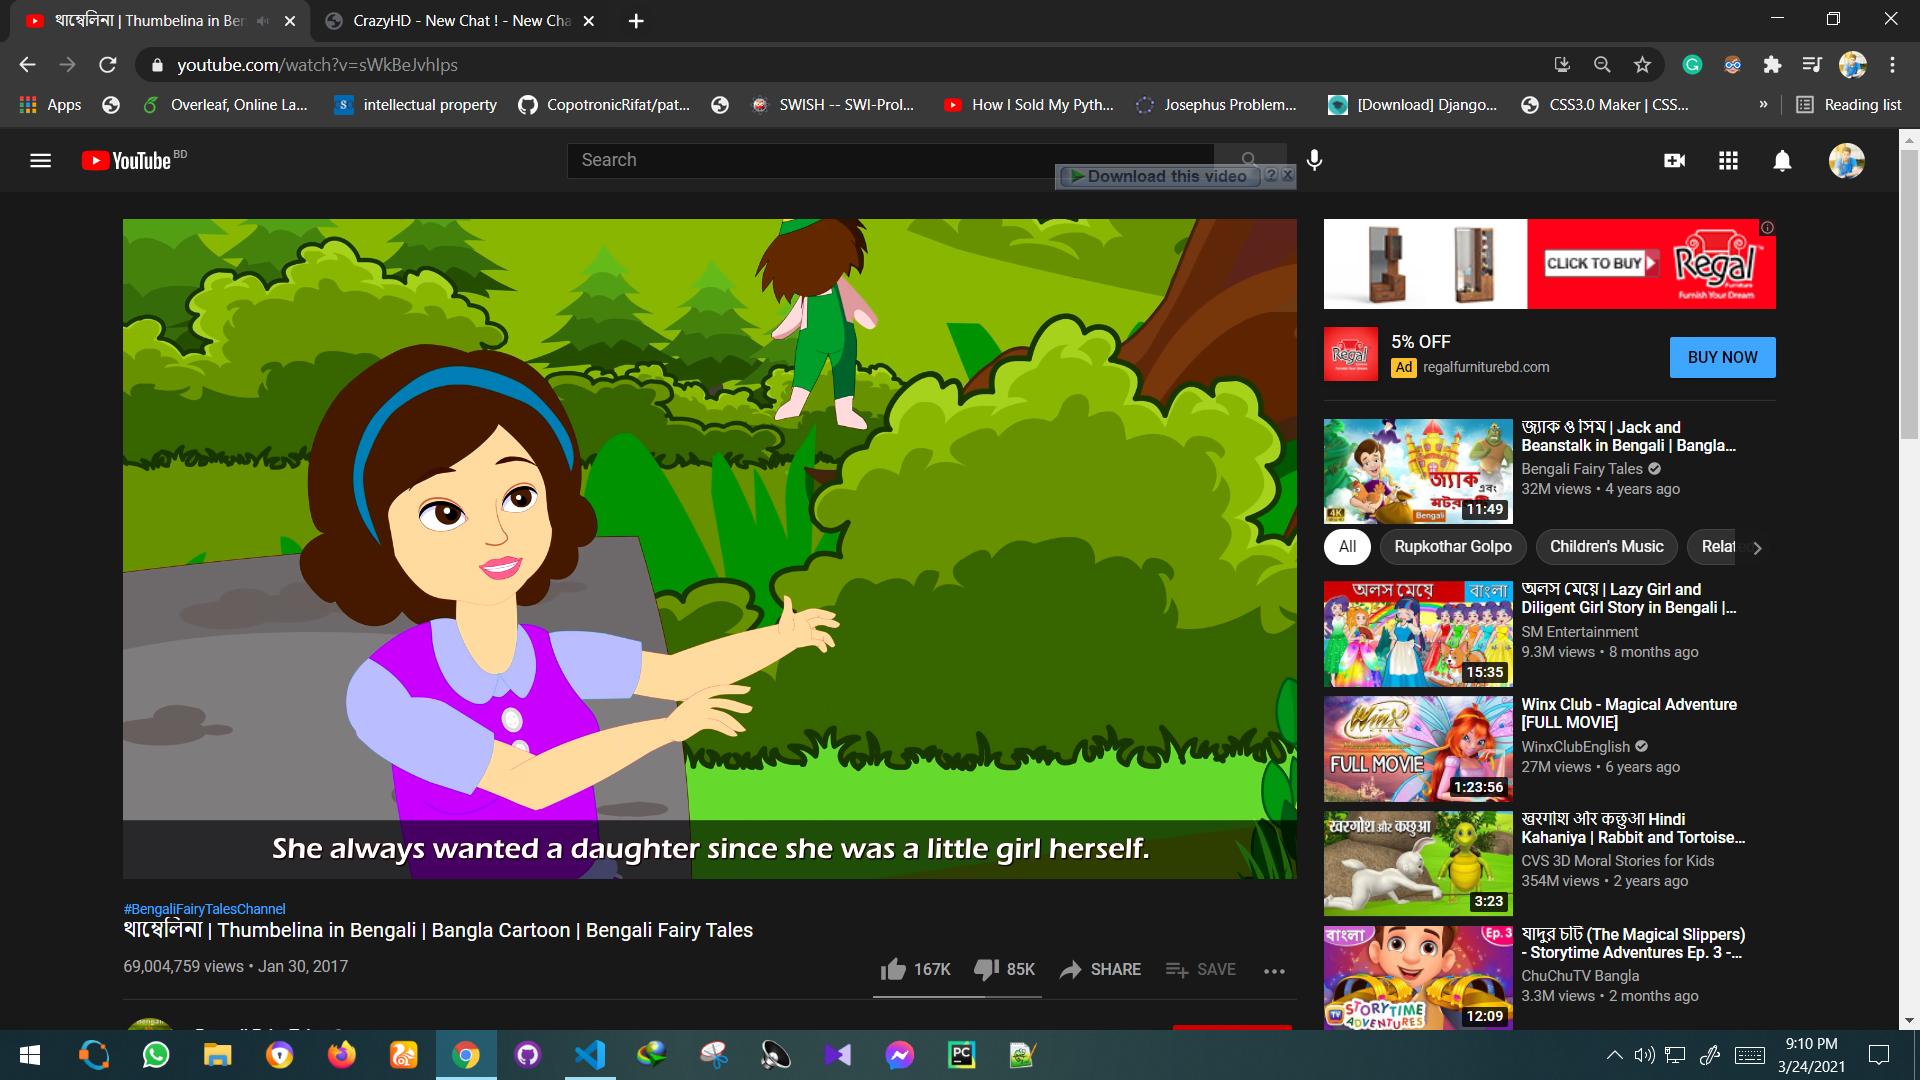 থাম্বেলিনা | Thumbelina in Ber
CrazyHD - New Chat ! - New Cha
youtube.com/watch?v=sWkBeJvhIps
Apps
Overleaf, Online La...
intellectual property
CopotronicRifat/pat...
SWISH -- SWI-Prol...
How I Sold My Pyth...
Josephus Problem...
[Download] Django...
CSS3.0 Maker | CSS...
»
Reading list
YouTube BD
Search
Download this video
CLICK TO BUY
Regal
Furniture
Furnish Your Dream
Regal
5% OFF
Ad regalfurniturebd.com
BUY NOW
She always wanted a daughter since she was a little girl herself.
#BengaliFairyTalesChannel
থাম্বেলিনা | Thumbelina in Bengali | Bangla Cartoon | Bengali Fairy Tales
69,004,759 views • Jan 30, 2017
167K
85K
SHARE
SAVE
জ্যাক এবং
4K
Bengali
11:49
জ্যাক ও সিম | Jack and
Beanstalk in Bengali | Bangla...
Bengali Fairy Tales
32M views • 4 years ago
All
Rupkothar Golpo
Children's Music
Relat
অলস মেয়ে বাংলা
15:35
অলস মেয়ে | Lazy Girl and
Diligent Girl Story in Bengali |...
SM Entertainment
9.3M views • 8 months ago
Winx
FULL MOVIE
1:23:56
Winx Club - Magical Adventure
[FULL MOVIE]
WinxClubEnglish
27M views • 6 years ago
खरगोश और कछुआ
3:23
खरगोश और कछुआ Hindi
Kahaniya | Rabbit and Tortoise...
CVS 3D Moral Stories for Kids
354M views • 2 years ago
বাংলা
Ep. 3
STORYTIME
ADVENTURES
12:09
যাদুর চটি (The Magical Slippers)
- Storytime Adventures Ep. 3 -...
ChuChuTV Bangla
3.3M views • 2 months ago
9:10 PM
3/24/2021